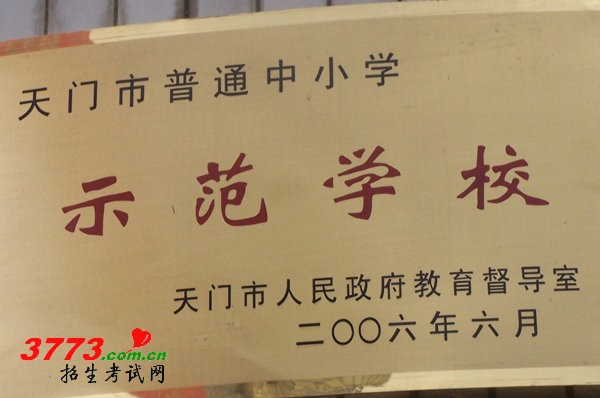 天门市普通中小学
示范学校
天门市人民政府教育督导室
二〇〇六年六月
3773.com.cn
招生考试网